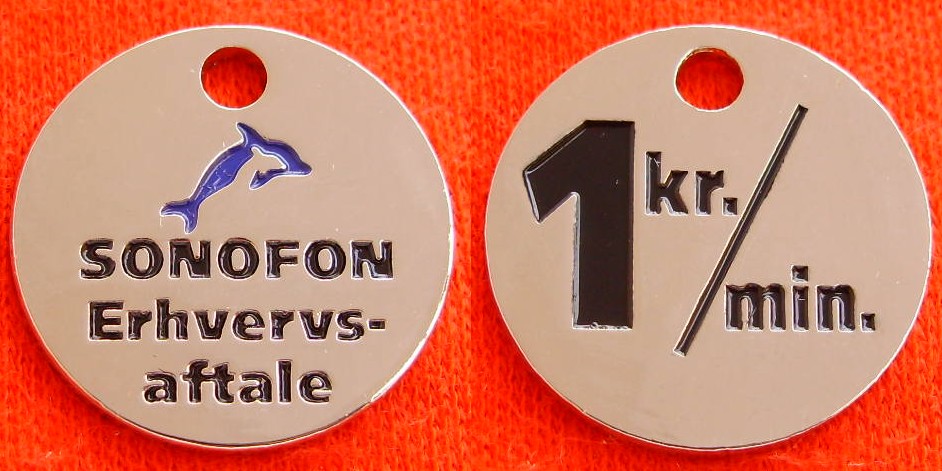 SONOFON
Erhvervs-
aftale
1 kr./min.